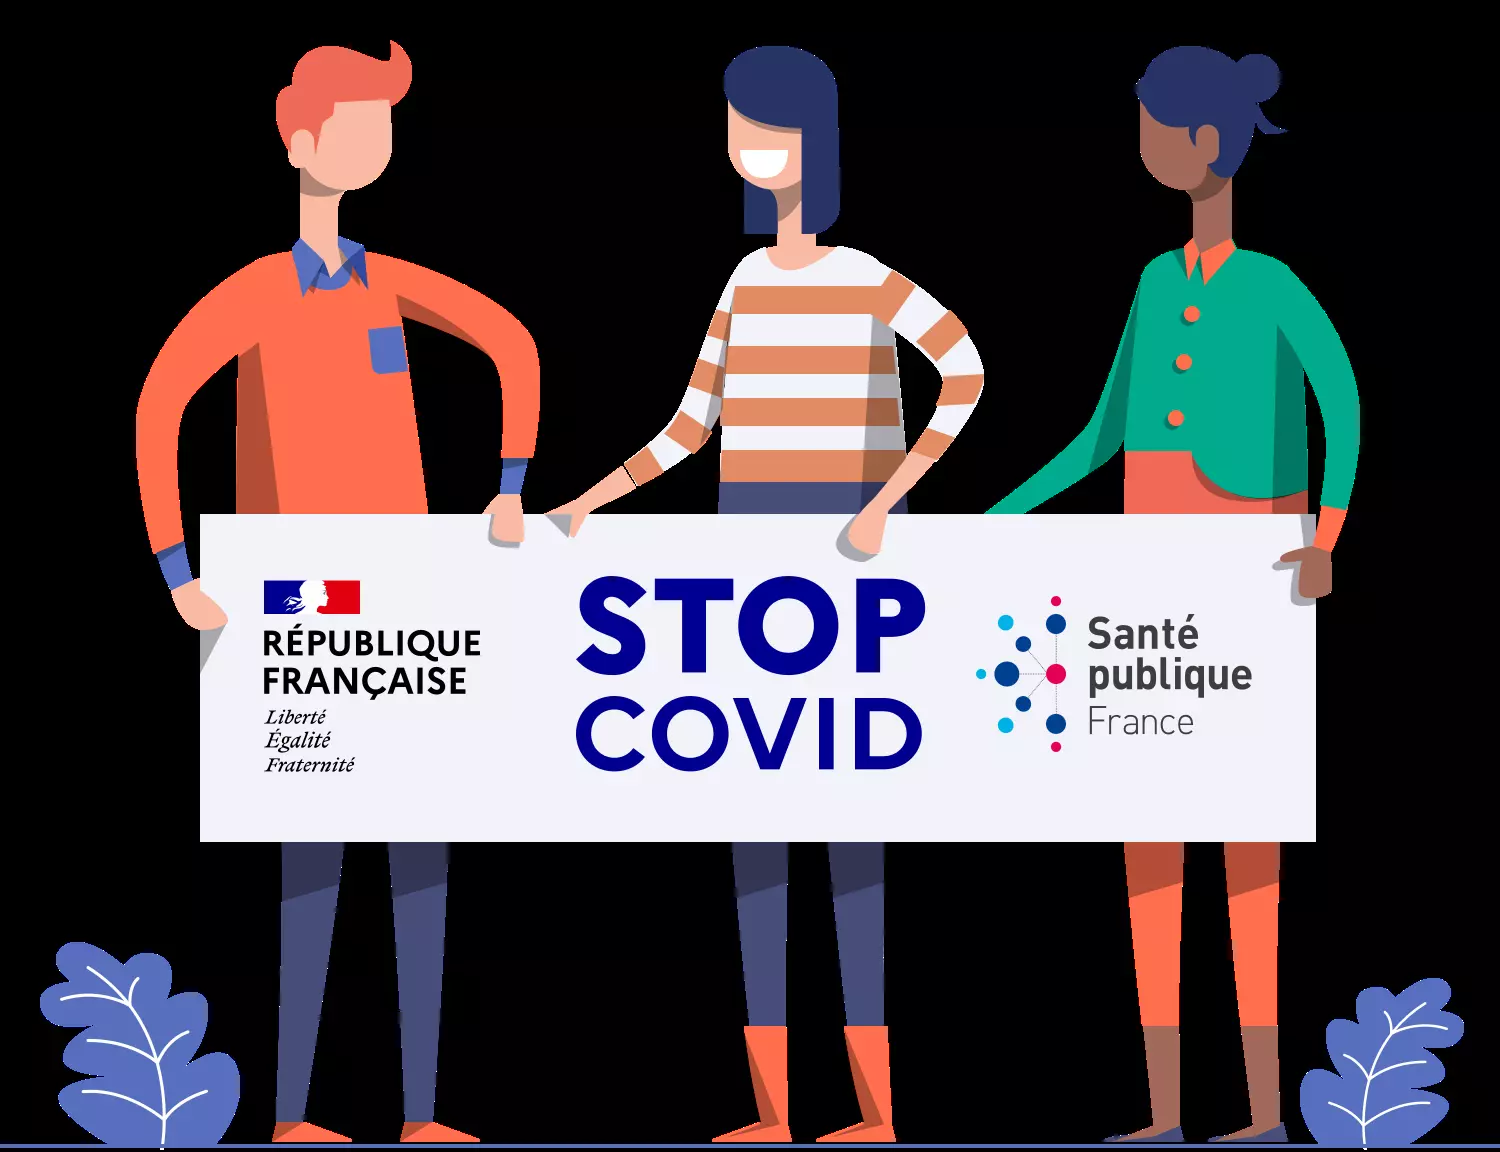 RÉPUBLIQUE
FRANÇAISE
Liberté
Égalité
Fraternité
STOP
COVID
Santé
publique
France